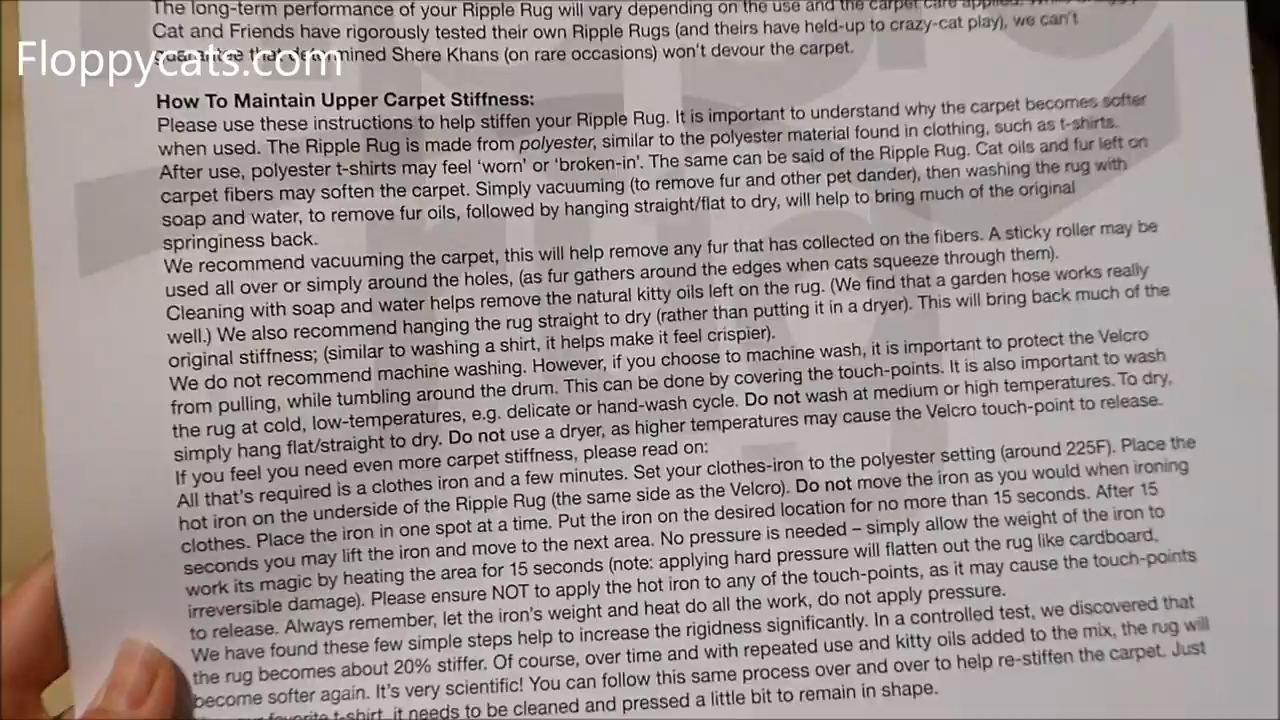 The long-term performance of your Ripple Rug will vary depending on the use and the carpet care applied.
Cat and Friends have rigorously tested their own Ripple Rugs (and theirs have held-up to crazy-cat play), we can't
guarantee that determined Shere Khans (on rare occasions) won't devour the carpet.
Floppycats.com
How To Maintain Upper Carpet Stiffness:
Please use these instructions to help stiffen your Ripple Rug. It is important to understand why the carpet becomes softer
when used. The Ripple Rug is made from polyester, similar to the polyester material found in clothing, such as t-shirts.
After use, polyester t-shirts may feel 'worn' or 'broken-in'. The same can be said of the Ripple Rug. Cat oils and fur left on
carpet fibers may soften the carpet. Simply vacuuming (to remove fur and other pet dander), then washing the rug with
soap and water, to remove fur oils, followed by hanging straight/flat to dry, will help to bring much of the original
springiness back.
We recommend vacuuming the carpet, this will help remove any fur that has collected on the fibers. A sticky roller may be
used all over or simply around the holes, (as fur gathers around the edges when cats squeeze through them).
Cleaning with soap and water helps remove the natural kitty oils left on the rug. (We find that a garden hose works really
well.) We also recommend hanging the rug straight to dry (rather than putting it in a dryer). This will bring back much of the
original stiffness; (similar to washing a shirt, it helps make it feel crispier).
We do not recommend machine washing. However, if you choose to machine wash, it is important to protect the Velcro
from pulling, while tumbling around the drum. This can be done by covering the touch-points. It is also important to wash
the rug at cold, low-temperatures, e.g. delicate or hand-wash cycle. Do not wash at medium or high temperatures. To dry,
simply hang flat/straight to dry. Do not use a dryer, as higher temperatures may cause the Velcro touch-point to release.
If you feel you need even more carpet stiffness, please read on:
All that's required is a clothes iron and a few minutes. Set your clothes-iron to the polyester setting (around 225F). Place the
hot iron on the underside of the Ripple Rug (the same side as the Velcro). Do not move the iron as you would when ironing
clothes. Place the iron in one spot at a time. Put the iron on the desired location for no more than 15 seconds. After 15
seconds you may lift the iron and move to the next area. No pressure is needed – simply allow the weight of the iron to
work its magic by heating the area for 15 seconds (note: applying hard pressure will flatten out the rug like cardboard,
irreversible damage). Please ensure NOT to apply the hot iron to any of the touch-points, as it may cause the touch-points
to release. Always remember, let the iron's weight and heat do all the work, do not apply pressure.
We have found these few simple steps help to increase the rigidness significantly. In a controlled test, we discovered that
the rug becomes about 20% stiffer. Of course, over time and with repeated use and kitty oils added to the mix, the rug will
become softer again. It's very scientific! You can follow this same process over and over to help re-stiffen the carpet. Just
favorite t-shirt, it needs to be cleaned and pressed a little bit to remain in shape.